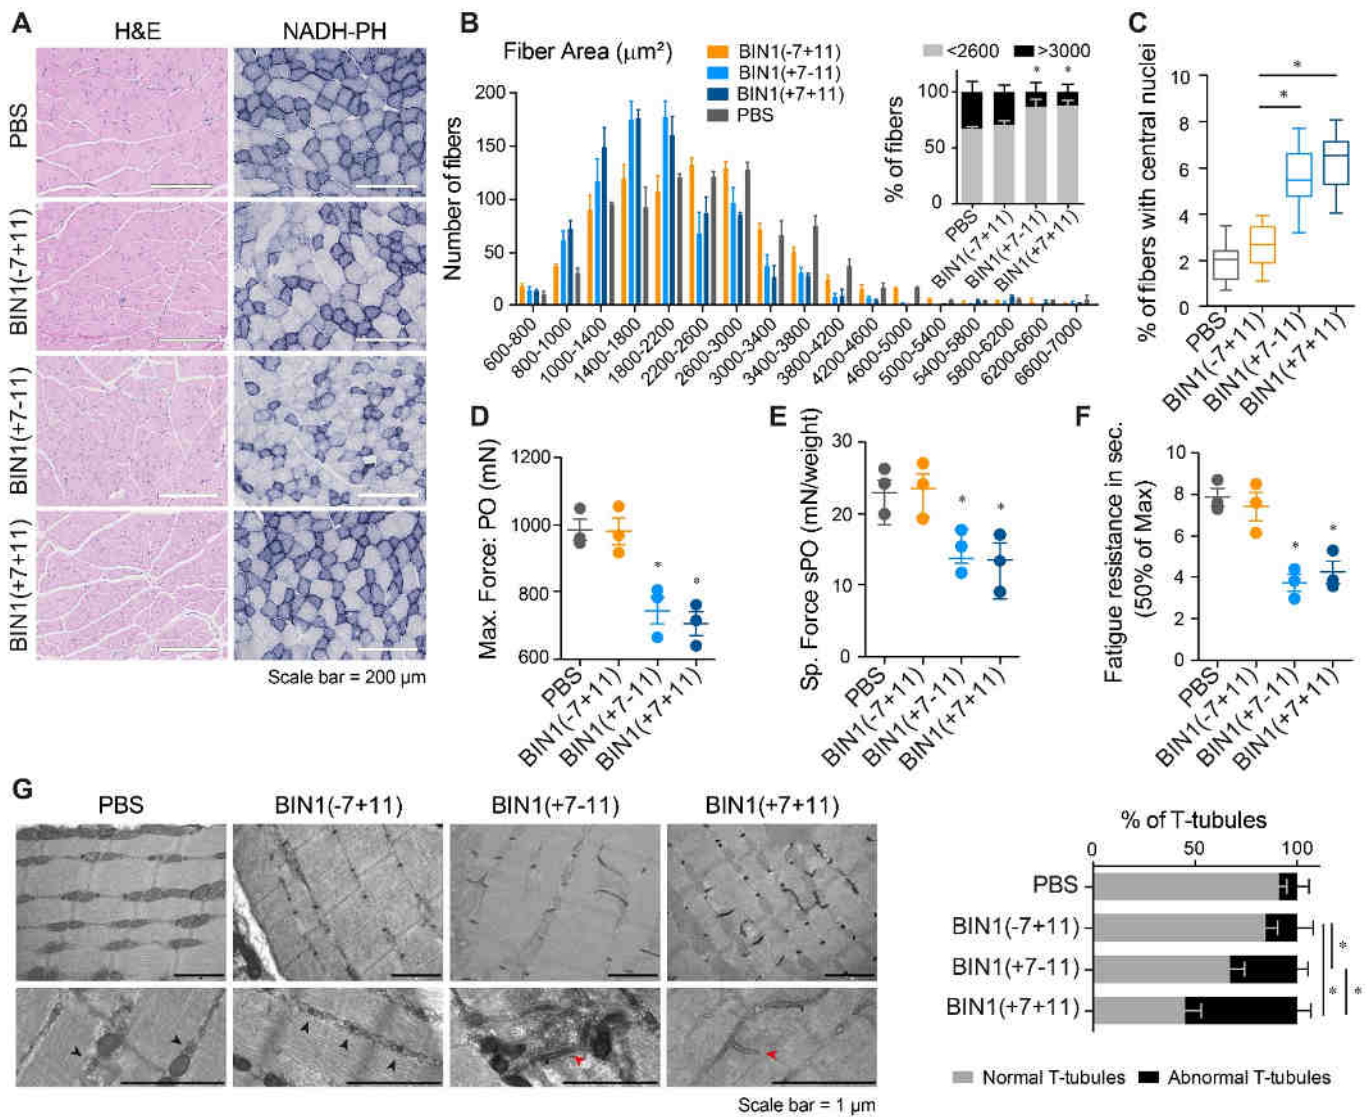 A
H&E
NADH-PH
PBS
BIN1(-7+11)
BIN1(+7-11)
BIN1(+7+11)
Scale bar = 200 µm
B
Fiber Area (µm²)
BIN1(-7+11)
BIN1(+7-11)
BIN1(+7+11)
PBS
Number of fibers
200
150
100
50
0
600-800
800-1000
1000-1400
1400-1800
1800-2200
2200-2600
2600-3000
3000-3400
3400-3800
3800-4200
4200-4600
4600-5000
5000-5400
5400-5800
5800-6200
6200-6600
6600-7000
<2600
>3000
% of fibers
100
50
0
* *
PBS
BIN1(-7+11)
BIN1(+7-11)
BIN1(+7+11)
C
% of fibers with central nuclei
10
8
6
4
2
0
*
*
PBS
BIN1(-7+11)
BIN1(+7-11)
BIN1(+7+11)
D
Max. Force: PO (mN)
1200
1000
800
600
* *
PBS
BIN1(-7+11)
BIN1(+7-11)
BIN1(+7+11)
E
Sp. Force sPO (mN/weight)
30
20
10
0
* *
PBS
BIN1(-7+11)
BIN1(+7-11)
BIN1(+7+11)
F
Fatigue resistance in sec.
(50% of Max)
10
8
6
4
2
0
* *
PBS
BIN1(-7+11)
BIN1(+7-11)
BIN1(+7+11)
G
PBS
BIN1(-7+11)
BIN1(+7-11)
BIN1(+7+11)
Scale bar = 1 µm
% of T-tubules
0 50 100
PBS
BIN1(-7+11)
BIN1(+7-11)
BIN1(+7+11)
*
* *
Normal T-tubules
Abnormal T-tubules